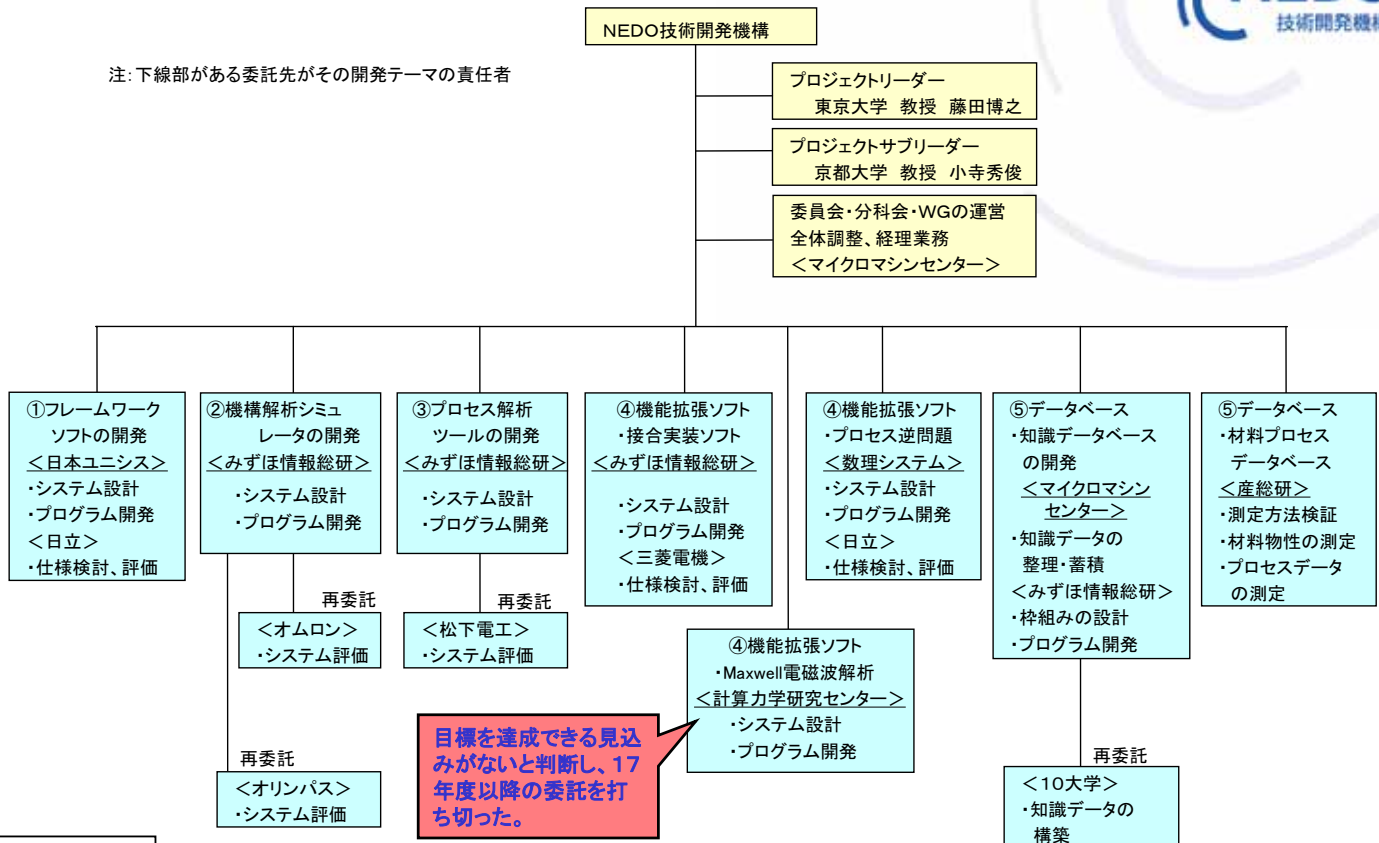 NEDO技術開発機構
技術開発機
注:下線部がある委託先がその開発テーマの責任者
プロジェクトリーダー
東京大学 教授 藤田博之
プロジェクトサブリーダー
京都大学 教授 小寺秀俊
委員会・分科会・WGの運営
全体調整、経理業務
<マイクロマシンセンター>
①フレームワーク
ソフトの開発
<日本ユニシス>
・システム設計
・プログラム開発
<日立>
・仕様検討、評価
②機構解析シミュ
レータの開発
<みずほ情報総研>
・システム設計
・プログラム開発
再委託
<オムロン>
・システム評価
再委託
<オリンパス>
・システム評価
③プロセス解析
ツールの開発
<みずほ情報総研>
・システム設計
・プログラム開発
再委託
<松下電工>
・システム評価
④機能拡張ソフト
・接合実装ソフト
<みずほ情報総研>
・システム設計
・プログラム開発
<三菱電機>
・仕様検討、評価
④機能拡張ソフト
・Maxwell電磁波解析
<計算力学研究センター>
・システム設計
・プログラム開発
目標を達成できる見込
みがないと判断し、17
年度以降の委託を打
ち切った。
④機能拡張ソフト
・プロセス逆問題
<数理システム>
・システム設計
・プログラム開発
<日立>
・仕様検討、評価
⑤データベース
・知識データベース
の開発
<マイクロマシン
センター>
・知識データの
整理・蓄積
<みずほ情報総研>
・枠組みの設計
・プログラム開発
再委託
<10大学>
・知識データの
構築
⑤データベース
・材料プロセス
データベース
<産総研>
・測定方法検証
・材料物性の測定
・プロセスデータ
の測定